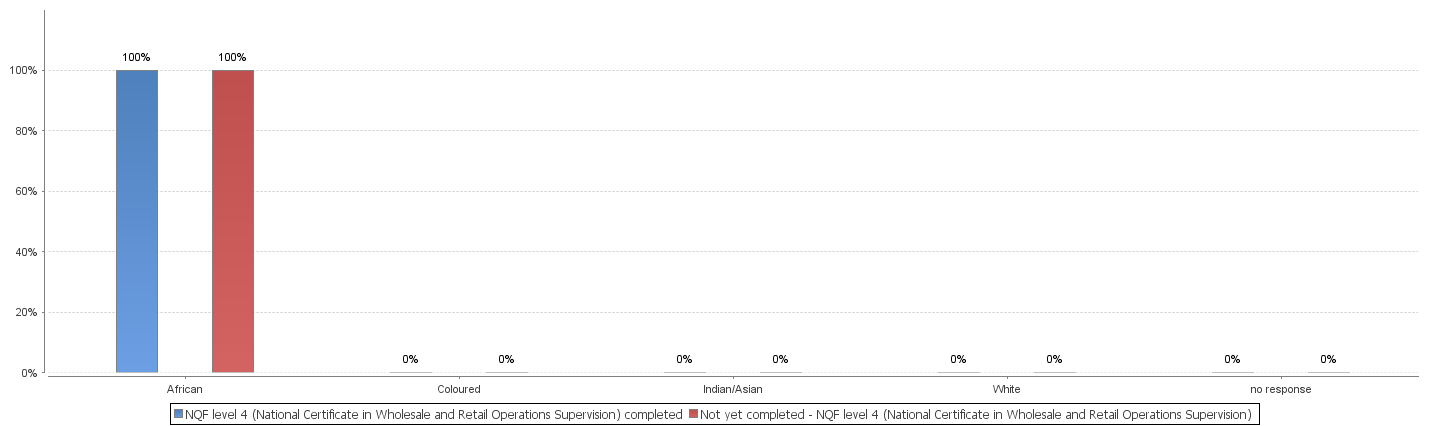 100% 100%
100%
80%
60%
40%
20%
0% 0% 0% 0% 0% 0% 0% 0%
0%
African Coloured Indian/Asian White no response
NQF level 4 (National Certificate in Wholesale and Retail Operations Supervision) completed Not yet completed - NQF level 4 (National Certificate in Wholesale and Retail Operations Supervision)